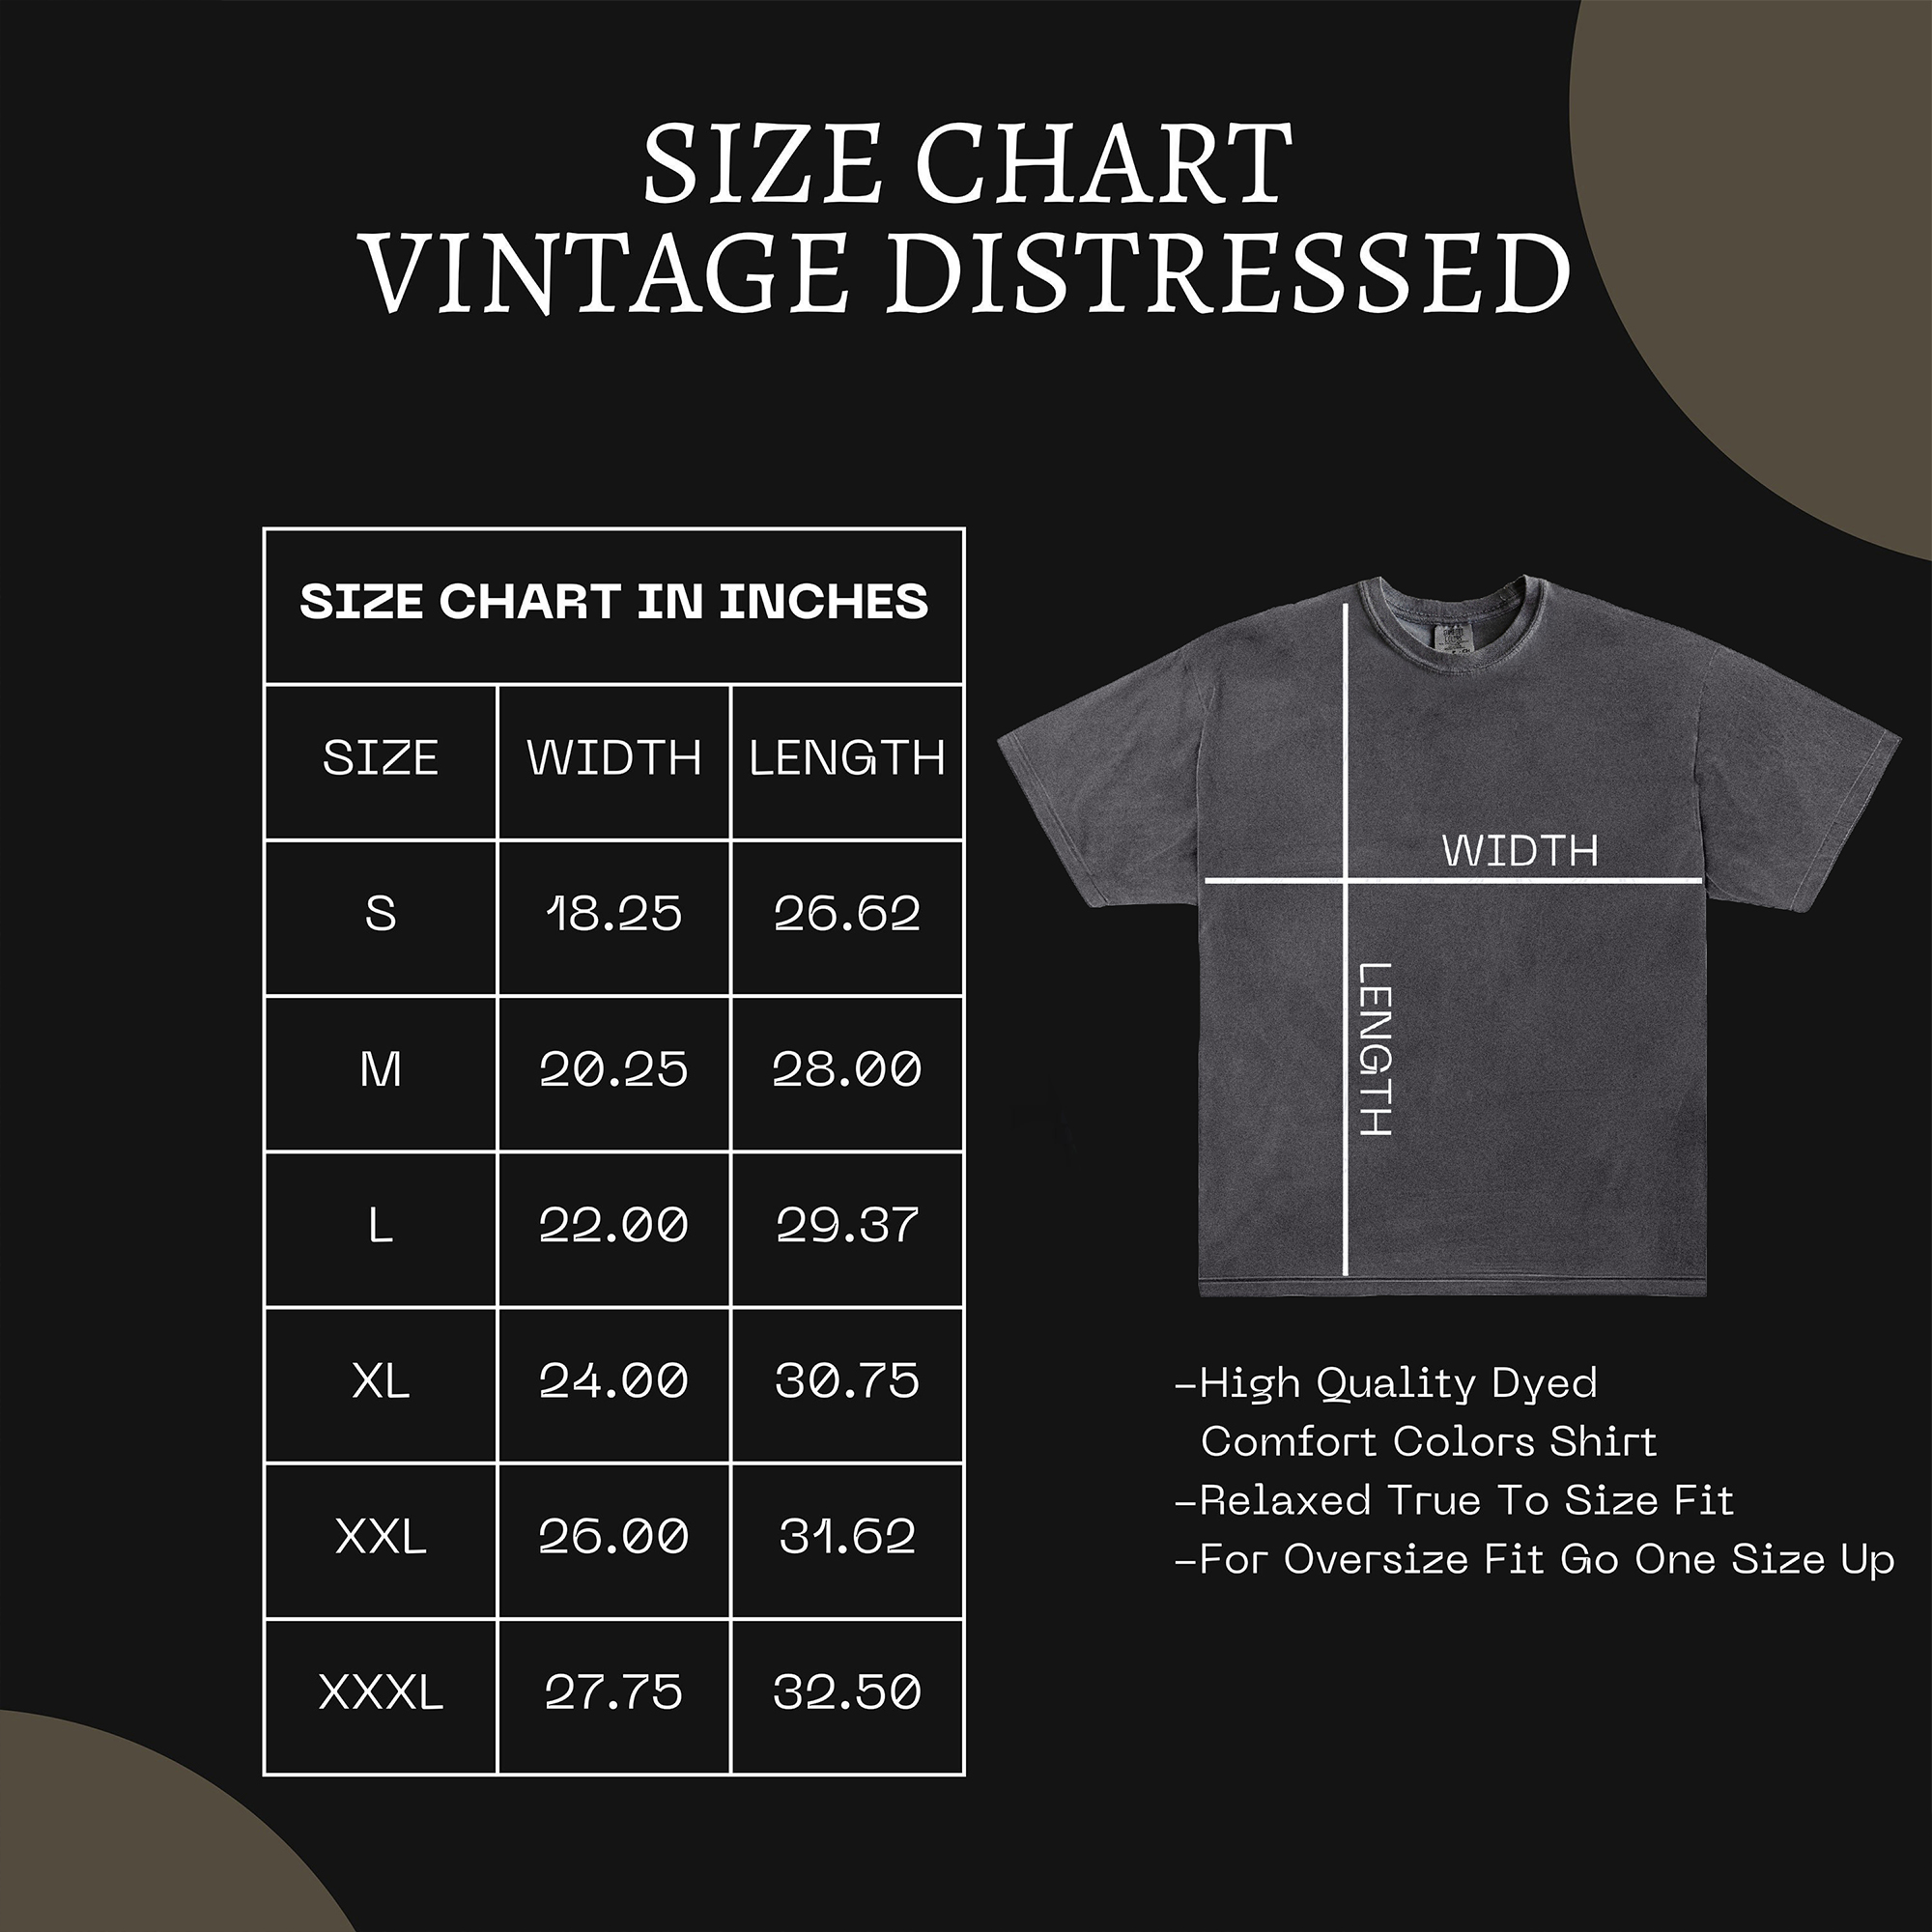 SIZE CHART
VINTAGE DISTRESSED
SIZE CHART IN INCHES
SIZE WIDTH LENGTH
S 18.25 26.62
M 20.25 28.00
L 22.00 29.37
XL 24.00 30.75
XXL 26.00 31.62
XXXL 27.75 32.50
WIDTH
LENGTH
-High Quality Dyed
Comfort Colors Shirt
-Relaxed True To Size Fit
-For Oversize Fit Go One Size Up